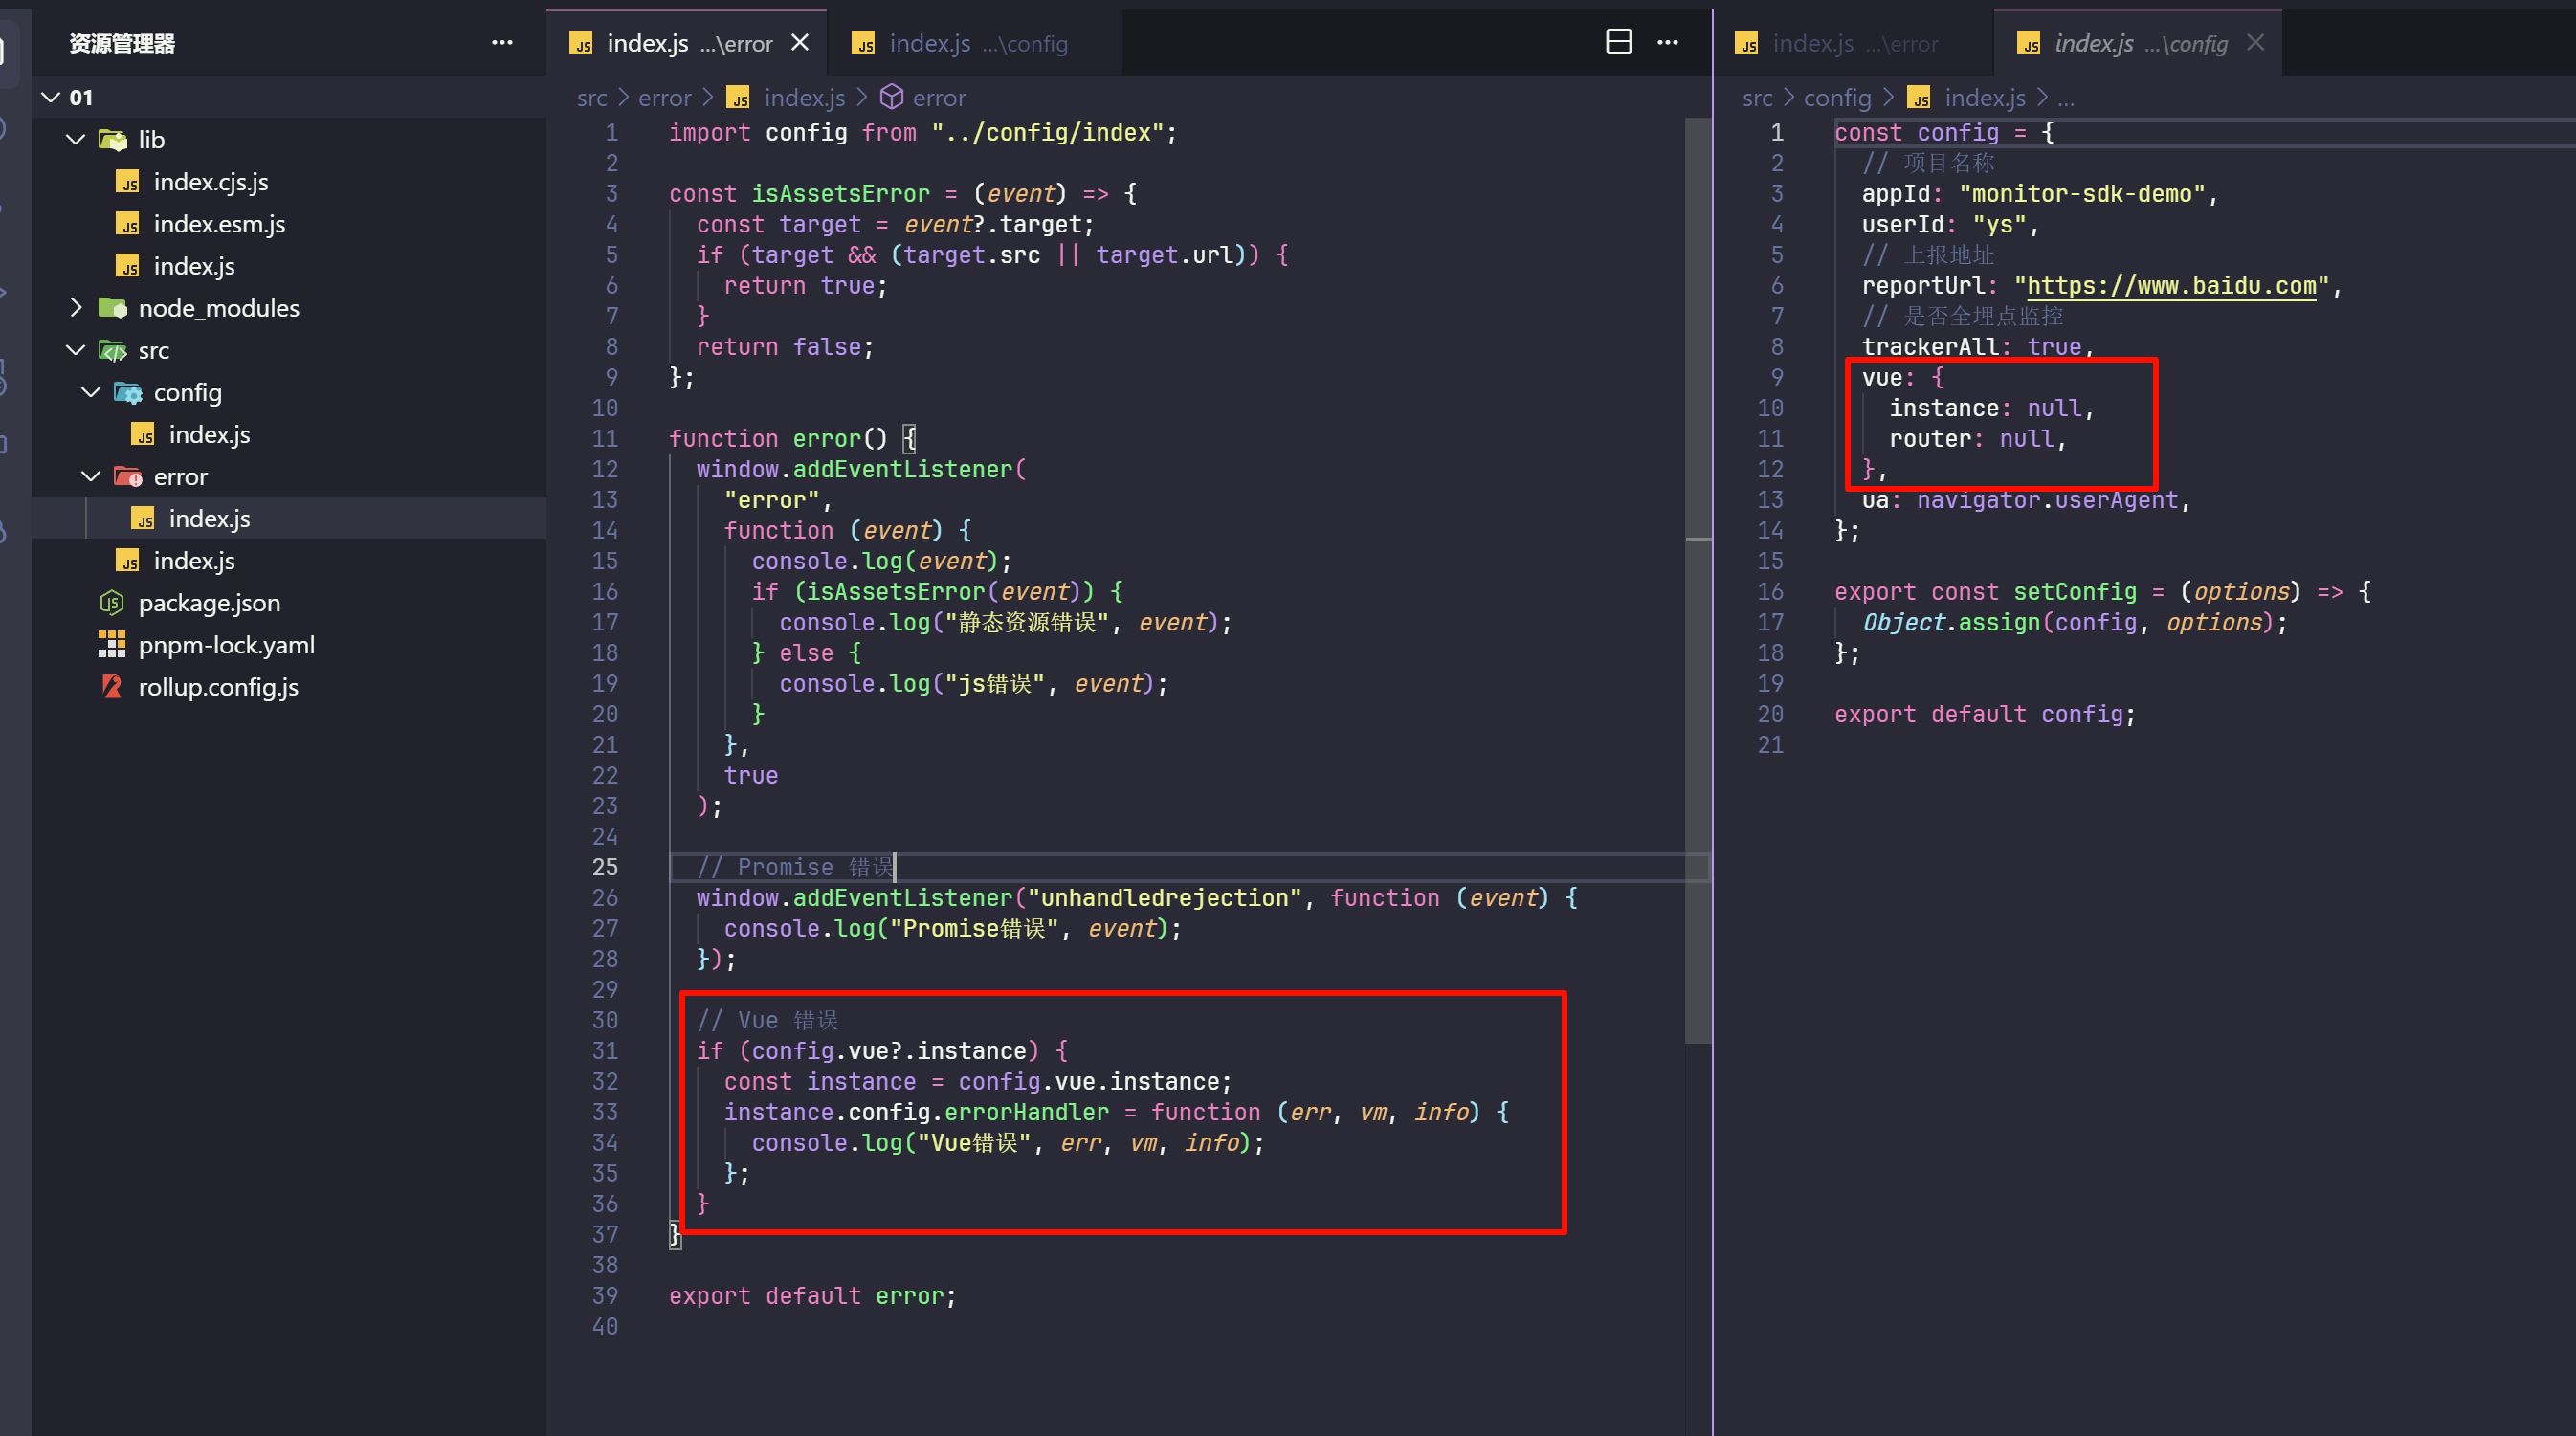 资源管理器
01
lib
index.cjs.js
index.esm.js
index.js
node_modules
src
config
index.js
error
index.js
index.js
package.json
pnpm-lock.yaml
rollup.config.js
index.js ...\error
index.js ...\config
src > error > index.js > error
1 import config from "../config/index";
2
3 const isAssetsError = (event) => {
4 const target = event?.target;
5 if (target && (target.src || target.url)) {
6 return true;
7 }
8 return false;
9 };
10
11 function error() {
12 window.addEventListener(
13 "error",
14 function (event) {
15 console.log(event);
16 if (isAssetsError(event)) {
17 console.log("静态资源错误", event);
18 } else {
19 console.log("js错误", event);
20 }
21 },
22 true
23 );
24
25 // Promise 错误
26 window.addEventListener("unhandledrejection", function (event) {
27 console.log("Promise错误", event);
28 });
29
30 // Vue 错误
31 if (config.vue?.instance) {
32 const instance = config.vue.instance;
33 instance.config.errorHandler = function (err, vm, info) {
34 console.log("Vue错误", err, vm, info);
35 };
36 }
37 }
38
39 export default error;
40
index.js ...\error
index.js ...\config
src > config > index.js > ...
1 const config = {
2 // 项目名称
3 appId: "monitor-sdk-demo",
4 userId: "ys",
5 // 上报地址
6 reportUrl: "https://www.baidu.com",
7 // 是否全埋点监控
8 trackerAll: true,
9 vue: {
10 instance: null,
11 router: null,
12 },
13 ua: navigator.userAgent,
14 };
15
16 export const setConfig = (options) => {
17 Object.assign(config, options);
18 };
19
20 export default config;
21